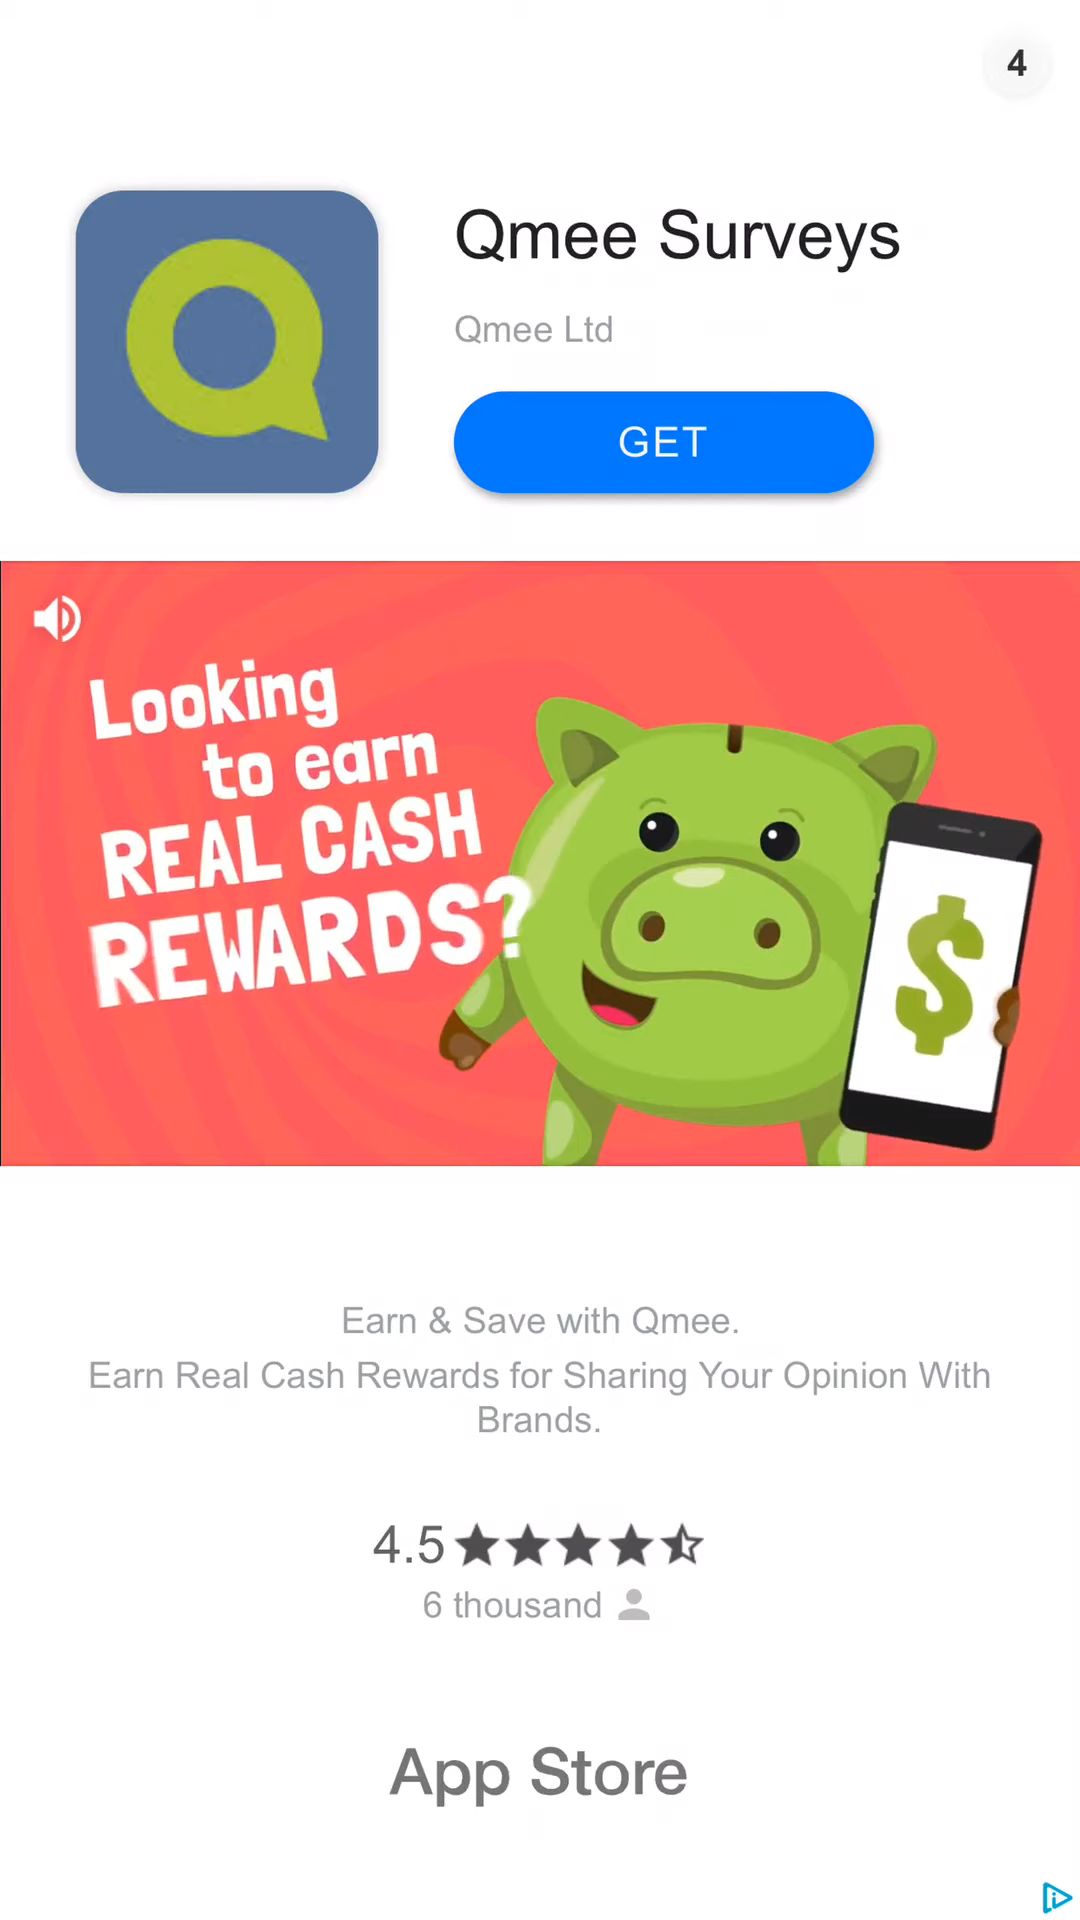 4
Qmee Surveys
Qmee Ltd
GET
Looking
to earn
REAL CASH
REWARDS?
$
Earn & Save with Qmee.
Earn Real Cash Rewards for Sharing Your Opinion With
Brands.
4.5
6 thousand
App Store